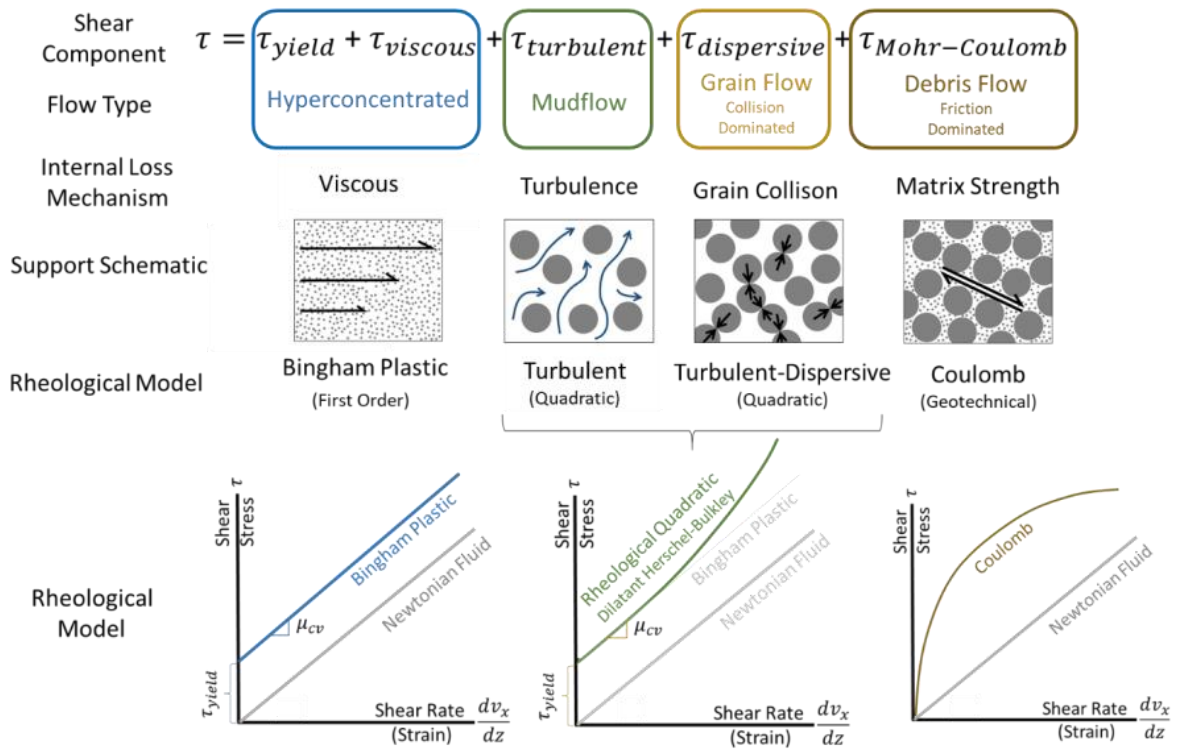 Shear
Component
τ = τyield + τviscous + τturbulent + τdispersive + τMohr−Coulomb
Flow Type
Hyperconcentrated
Mudflow
Grain Flow
Collision
Dominated
Debris Flow
Friction
Dominated
Internal Loss
Mechanism
Viscous
Turbulence
Grain Collison
Matrix Strength
Support Schematic
Rheological Model
Bingham Plastic
(First Order)
Turbulent
(Quadratic)
Turbulent-Dispersive
(Quadratic)
Coulomb
(Geotechnical)
Rheological
Model
Shear
Stress
τ
Bingham Plastic
Newtonian Fluid
μcv
τyield
Shear Rate
(Strain)
dvx
dz
Shear
Stress
τ
Rheological Quadratic
Dilatant Herschel-Bulkley
Bingham Plastic
Newtonian Fluid
μcv
τyield
Shear Rate
(Strain)
dvx
dz
Shear
Stress
τ
Coulomb
Newtonian Fluid
Shear Rate
(Strain)
dvx
dz